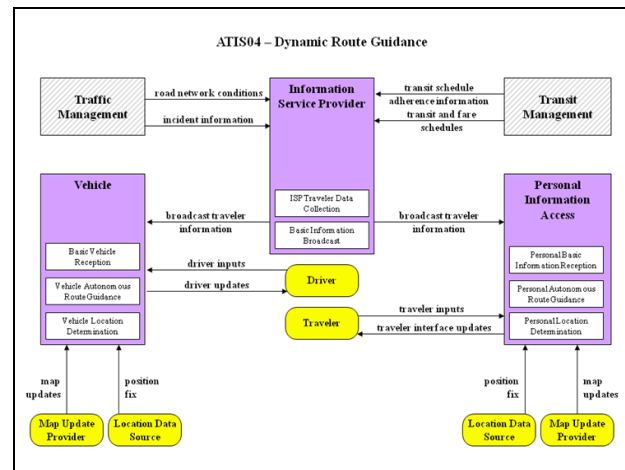 ATIS04 – Dynamic Route Guidance
Traffic
Management
road network conditions
incident information
Information
Service Provider
transit schedule
adherence information
transit and fare
schedules
Transit
Management
Vehicle
ISP Traveler Data
Collection
Basic Information
Broadcast
Personal
Information
Access
broadcast traveler
information
broadcast traveler
information
Basic Vehicle
Reception
Vehicle Autonomous
Route Guidance
Vehicle Location
Determination
driver inputs
driver updates
Driver
Traveler
traveler inputs
traveler interface updates
Personal Basic
Information Reception
Personal Autonomous
Route Guidance
Personal Location
Determination
map
updates
position
fix
position
fix
map
updates
Map Update
Provider
Location Data
Source
Location Data
Source
Map Update
Provider